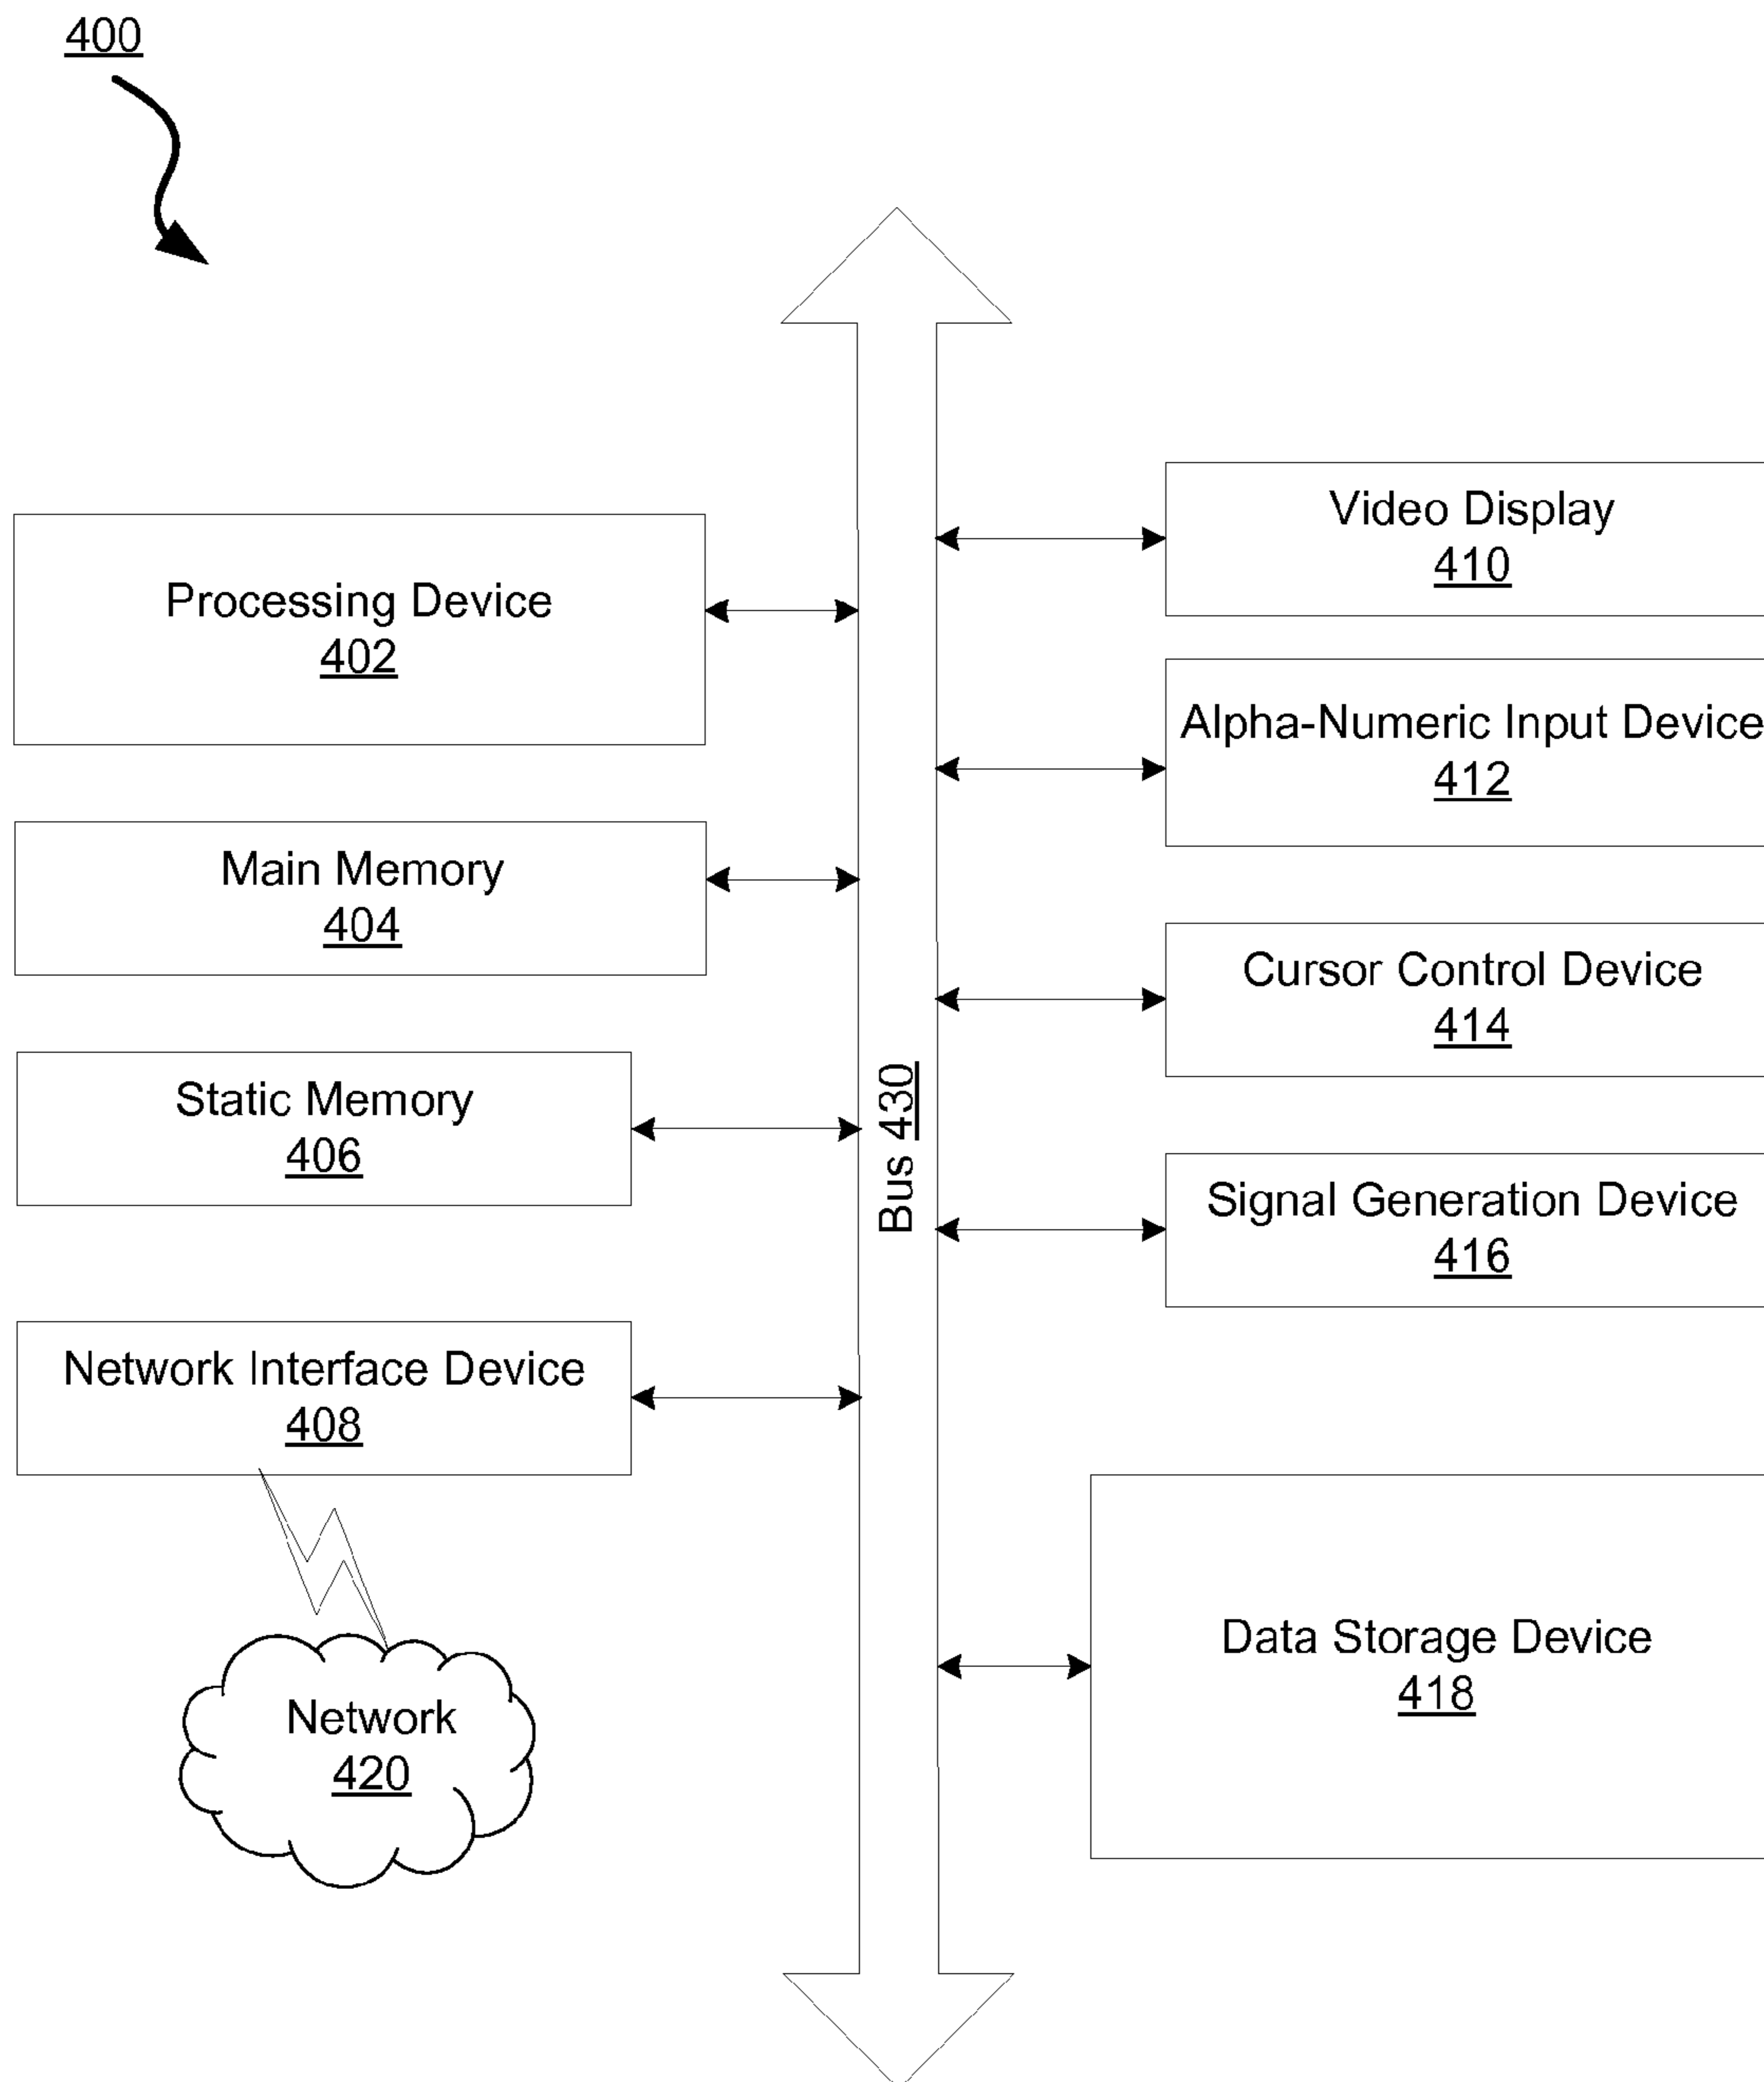 400
Processing Device
402
Main Memory
404
Static Memory
406
Network Interface Device
408
Network
420
Bus 430
Video Display
410
Alpha-Numeric Input Device
412
Cursor Control Device
414
Signal Generation Device
416
Data Storage Device
418